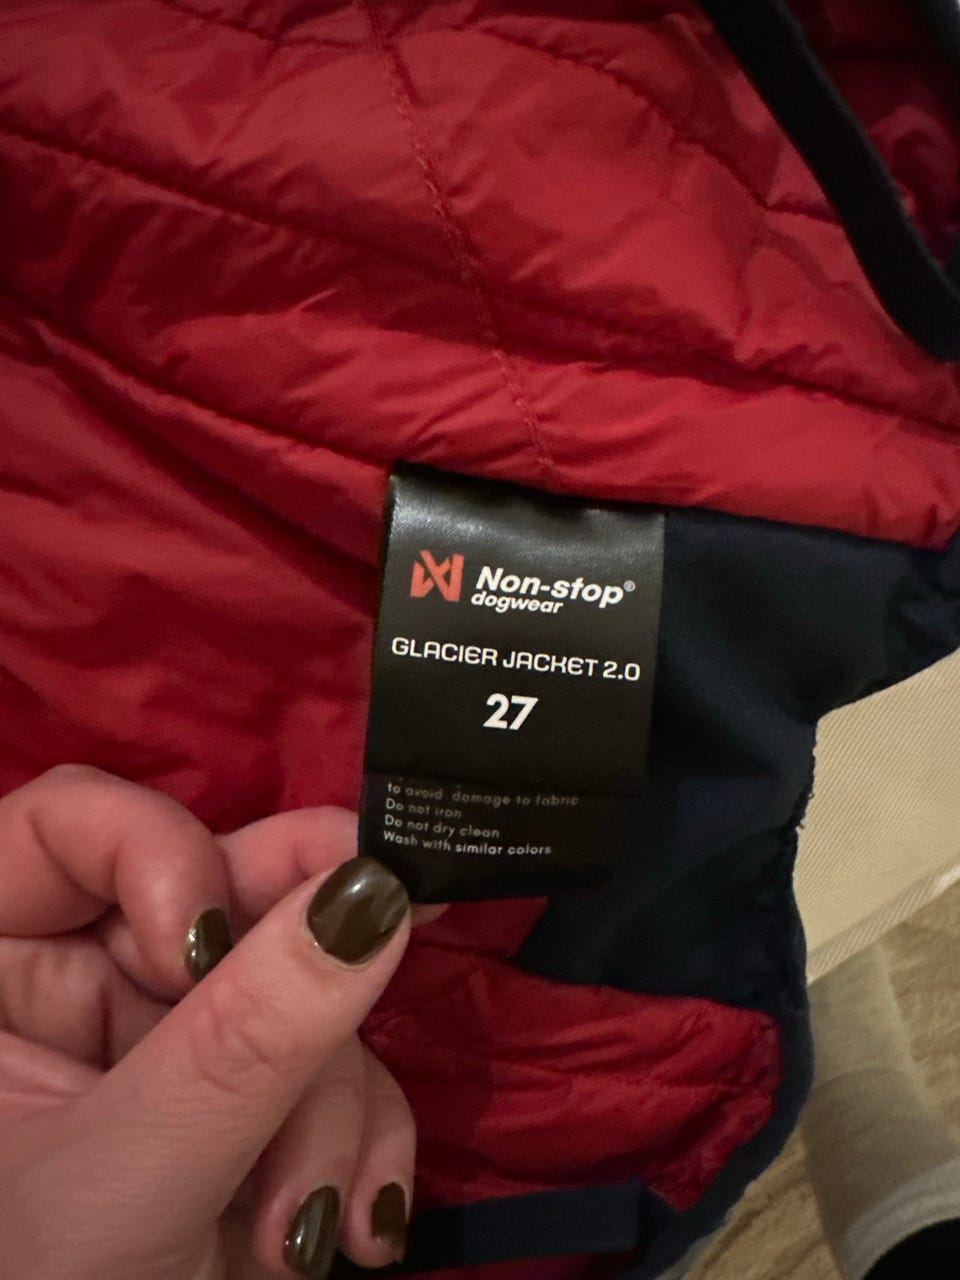 Non-stop®
dogwear
GLACIER JACKET 2.0
27
to avoid damage to fabric
Do not iron
Do not dry clean
Wash with similar colors